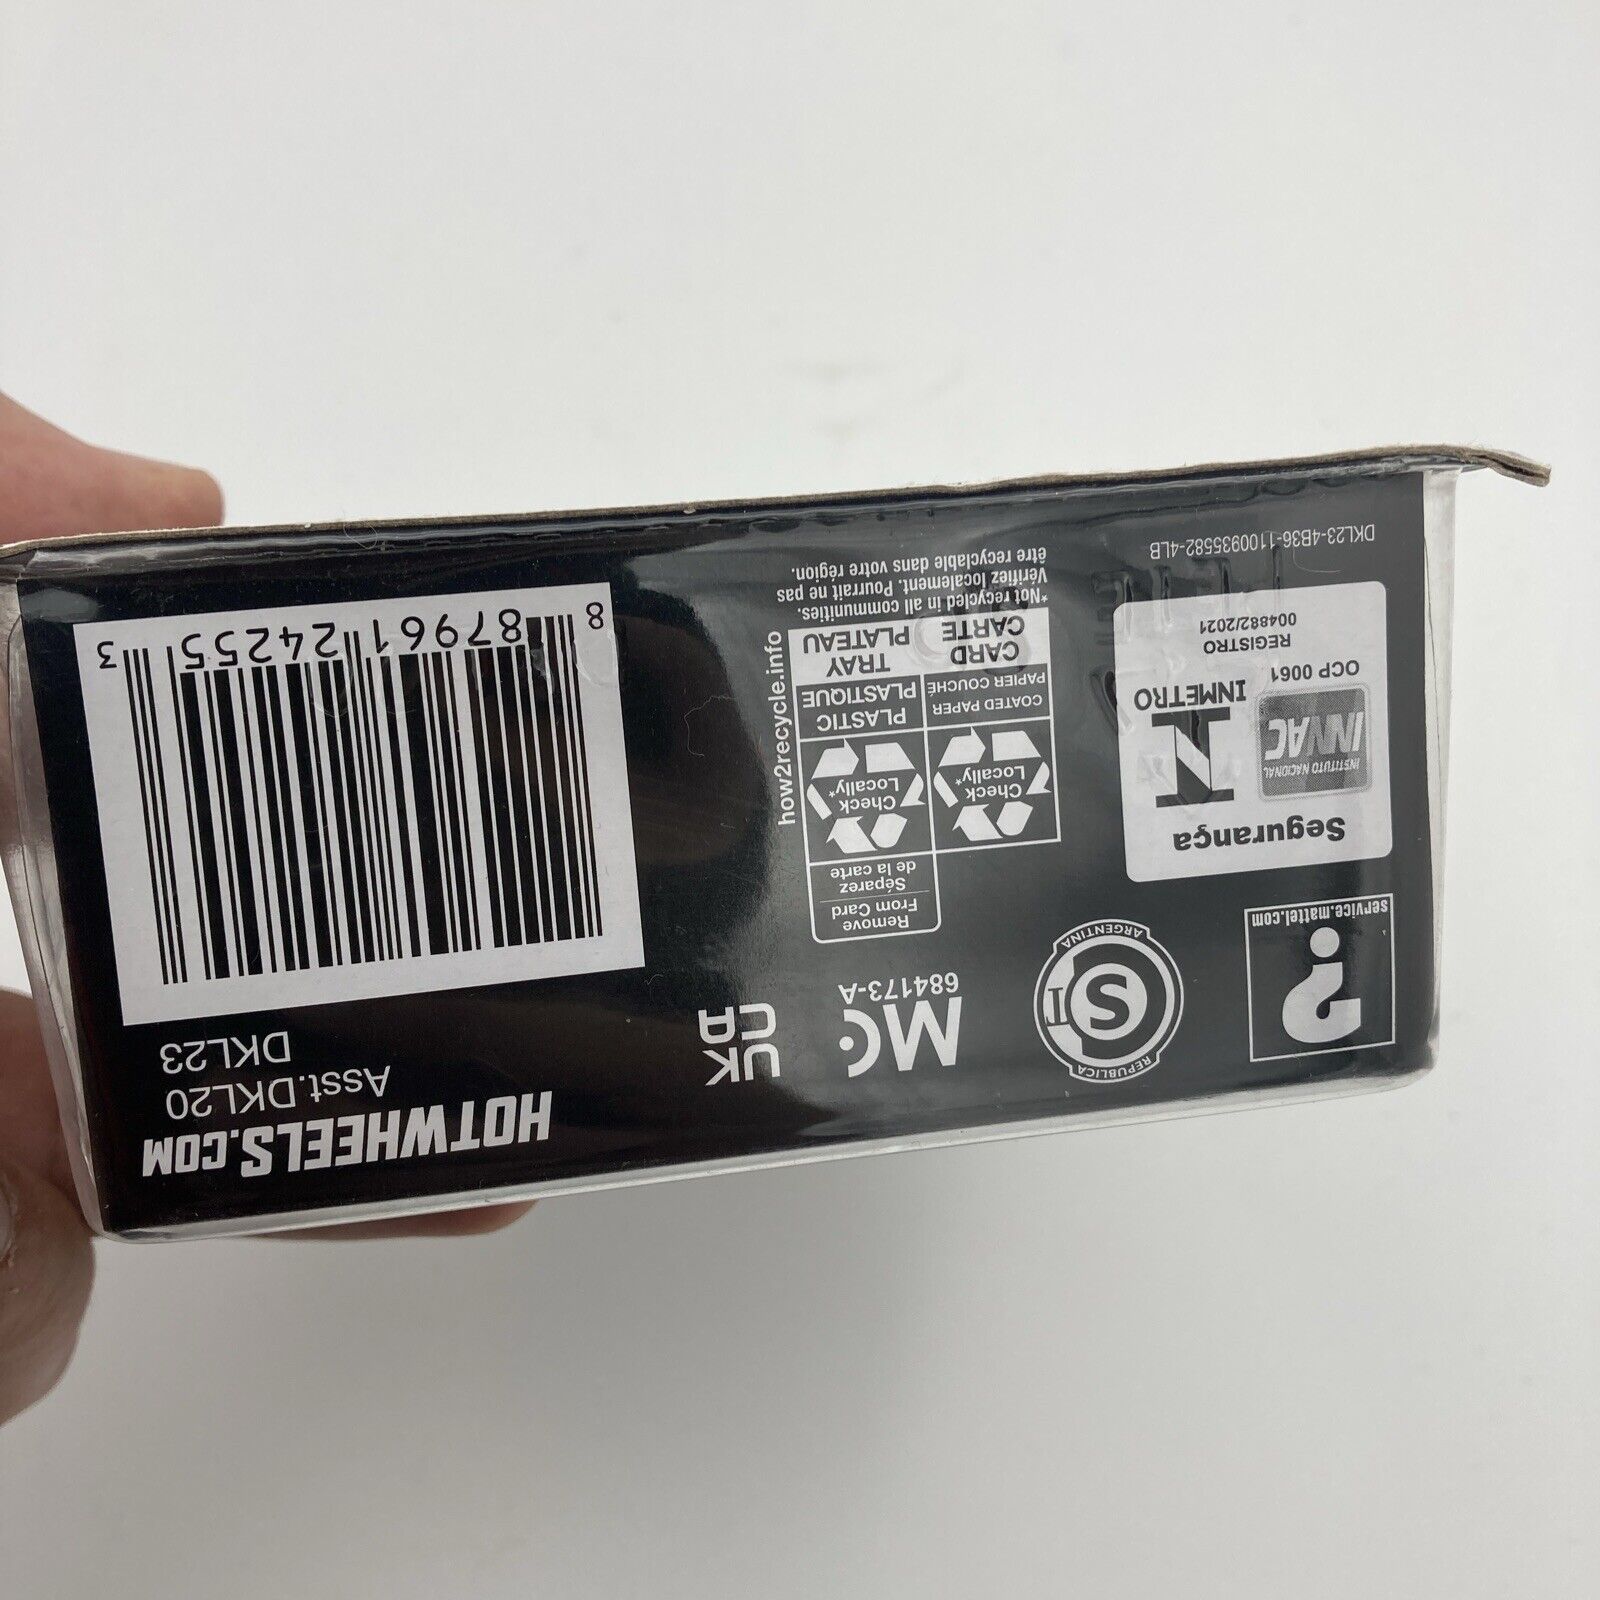 service.mattel.com
REPUBLICA
ARGENTINA
MC
684173-A
UK
CA
HOTWHEELS.COM
Asst.DKL20
DKL23
Segurança
INSTITUTO NACIONAL
INNAC
OCP 0061
INMETRO
REGISTRO
004882/2021
DKL23-4B36-1100935582-4LB
Remove
From Card
Séparez
de la carte
Check
Locally*
Check
Locally*
COATED PAPER
PAPIER COUCHÉ
CARD
CARTE
PLASTIC
PLASTIQUE
TRAY
PLATEAU
how2recycle.info
*Not recycled in all communities.
Vérifiez localement. Pourrait ne pas
être recyclable dans votre région.
8 87961 24255 3